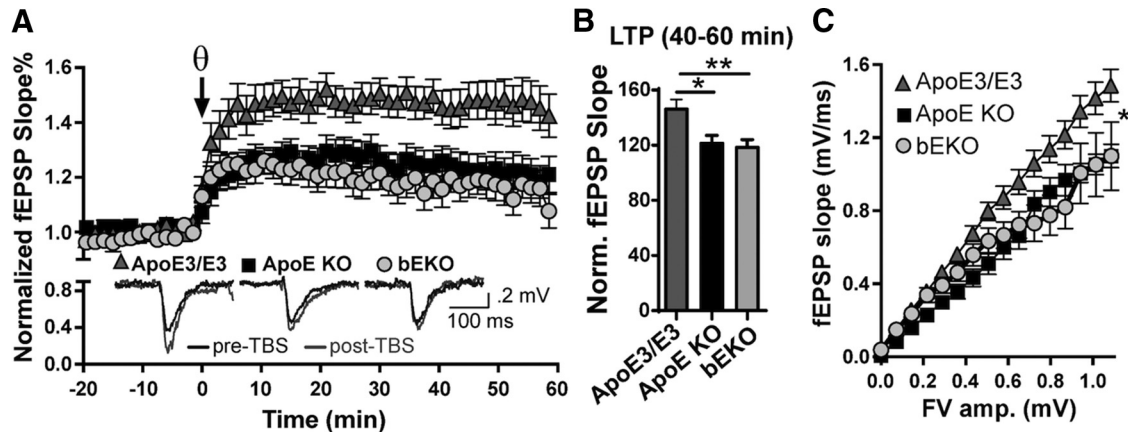 A
Normalized fEPSP Slope%
1.6
1.4
1.2
1.0
0.8
0.4
0.0
θ
ApoE3/E3 ApoE KO bEKO
.2 mV
100 ms
pre-TBS post-TBS
-20 -10 0 10 20 30 40 50 60
Time (min)
B
LTP (40-60 min)
**
*
Norm. fEPSP Slope
160
120
80
40
0
ApoE3/E3
ApoE KO
bEKO
C
fEPSP slope (mV/ms)
1.6
1.2
0.8
0.4
0.0
ApoE3/E3
ApoE KO
bEKO
*
0.0 0.2 0.4 0.6 0.8 1.0
FV amp. (mV)